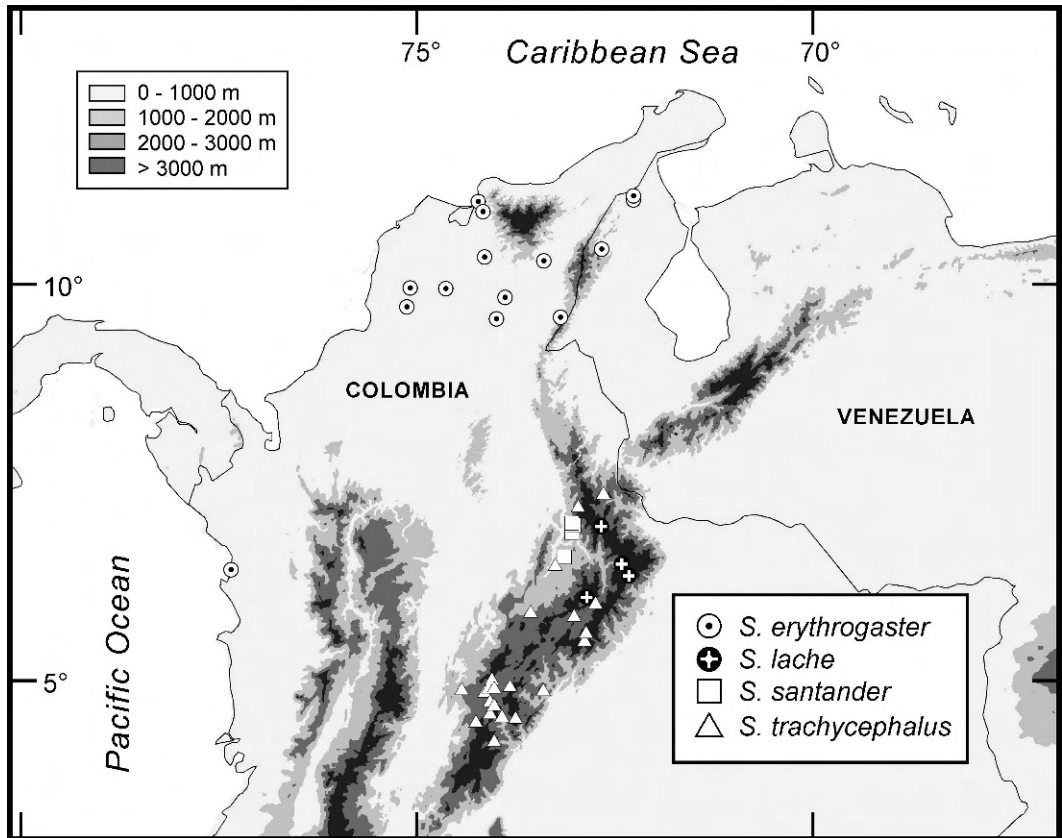 75°
Caribbean Sea
70°
0 - 1000 m
1000 - 2000 m
2000 - 3000 m
> 3000 m
10°
COLOMBIA
VENEZUELA
Pacific Ocean
5°
S. erythrogaster
S. lache
S. santander
S. trachycephalus